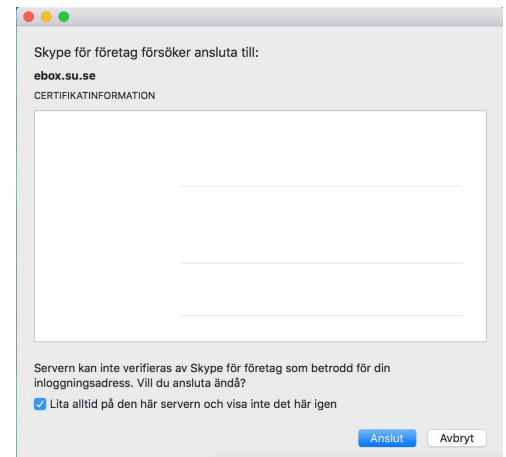 Skype för företag försöker ansluta till:
ebox.su.se
CERTIFIKATINFORMATION
Servern kan inte verifieras av Skype för företag som betrodd för din
inloggningsadress. Vill du ansluta ändå?
Lita alltid på den här servern och visa inte det här igen
Anslut Avbryt